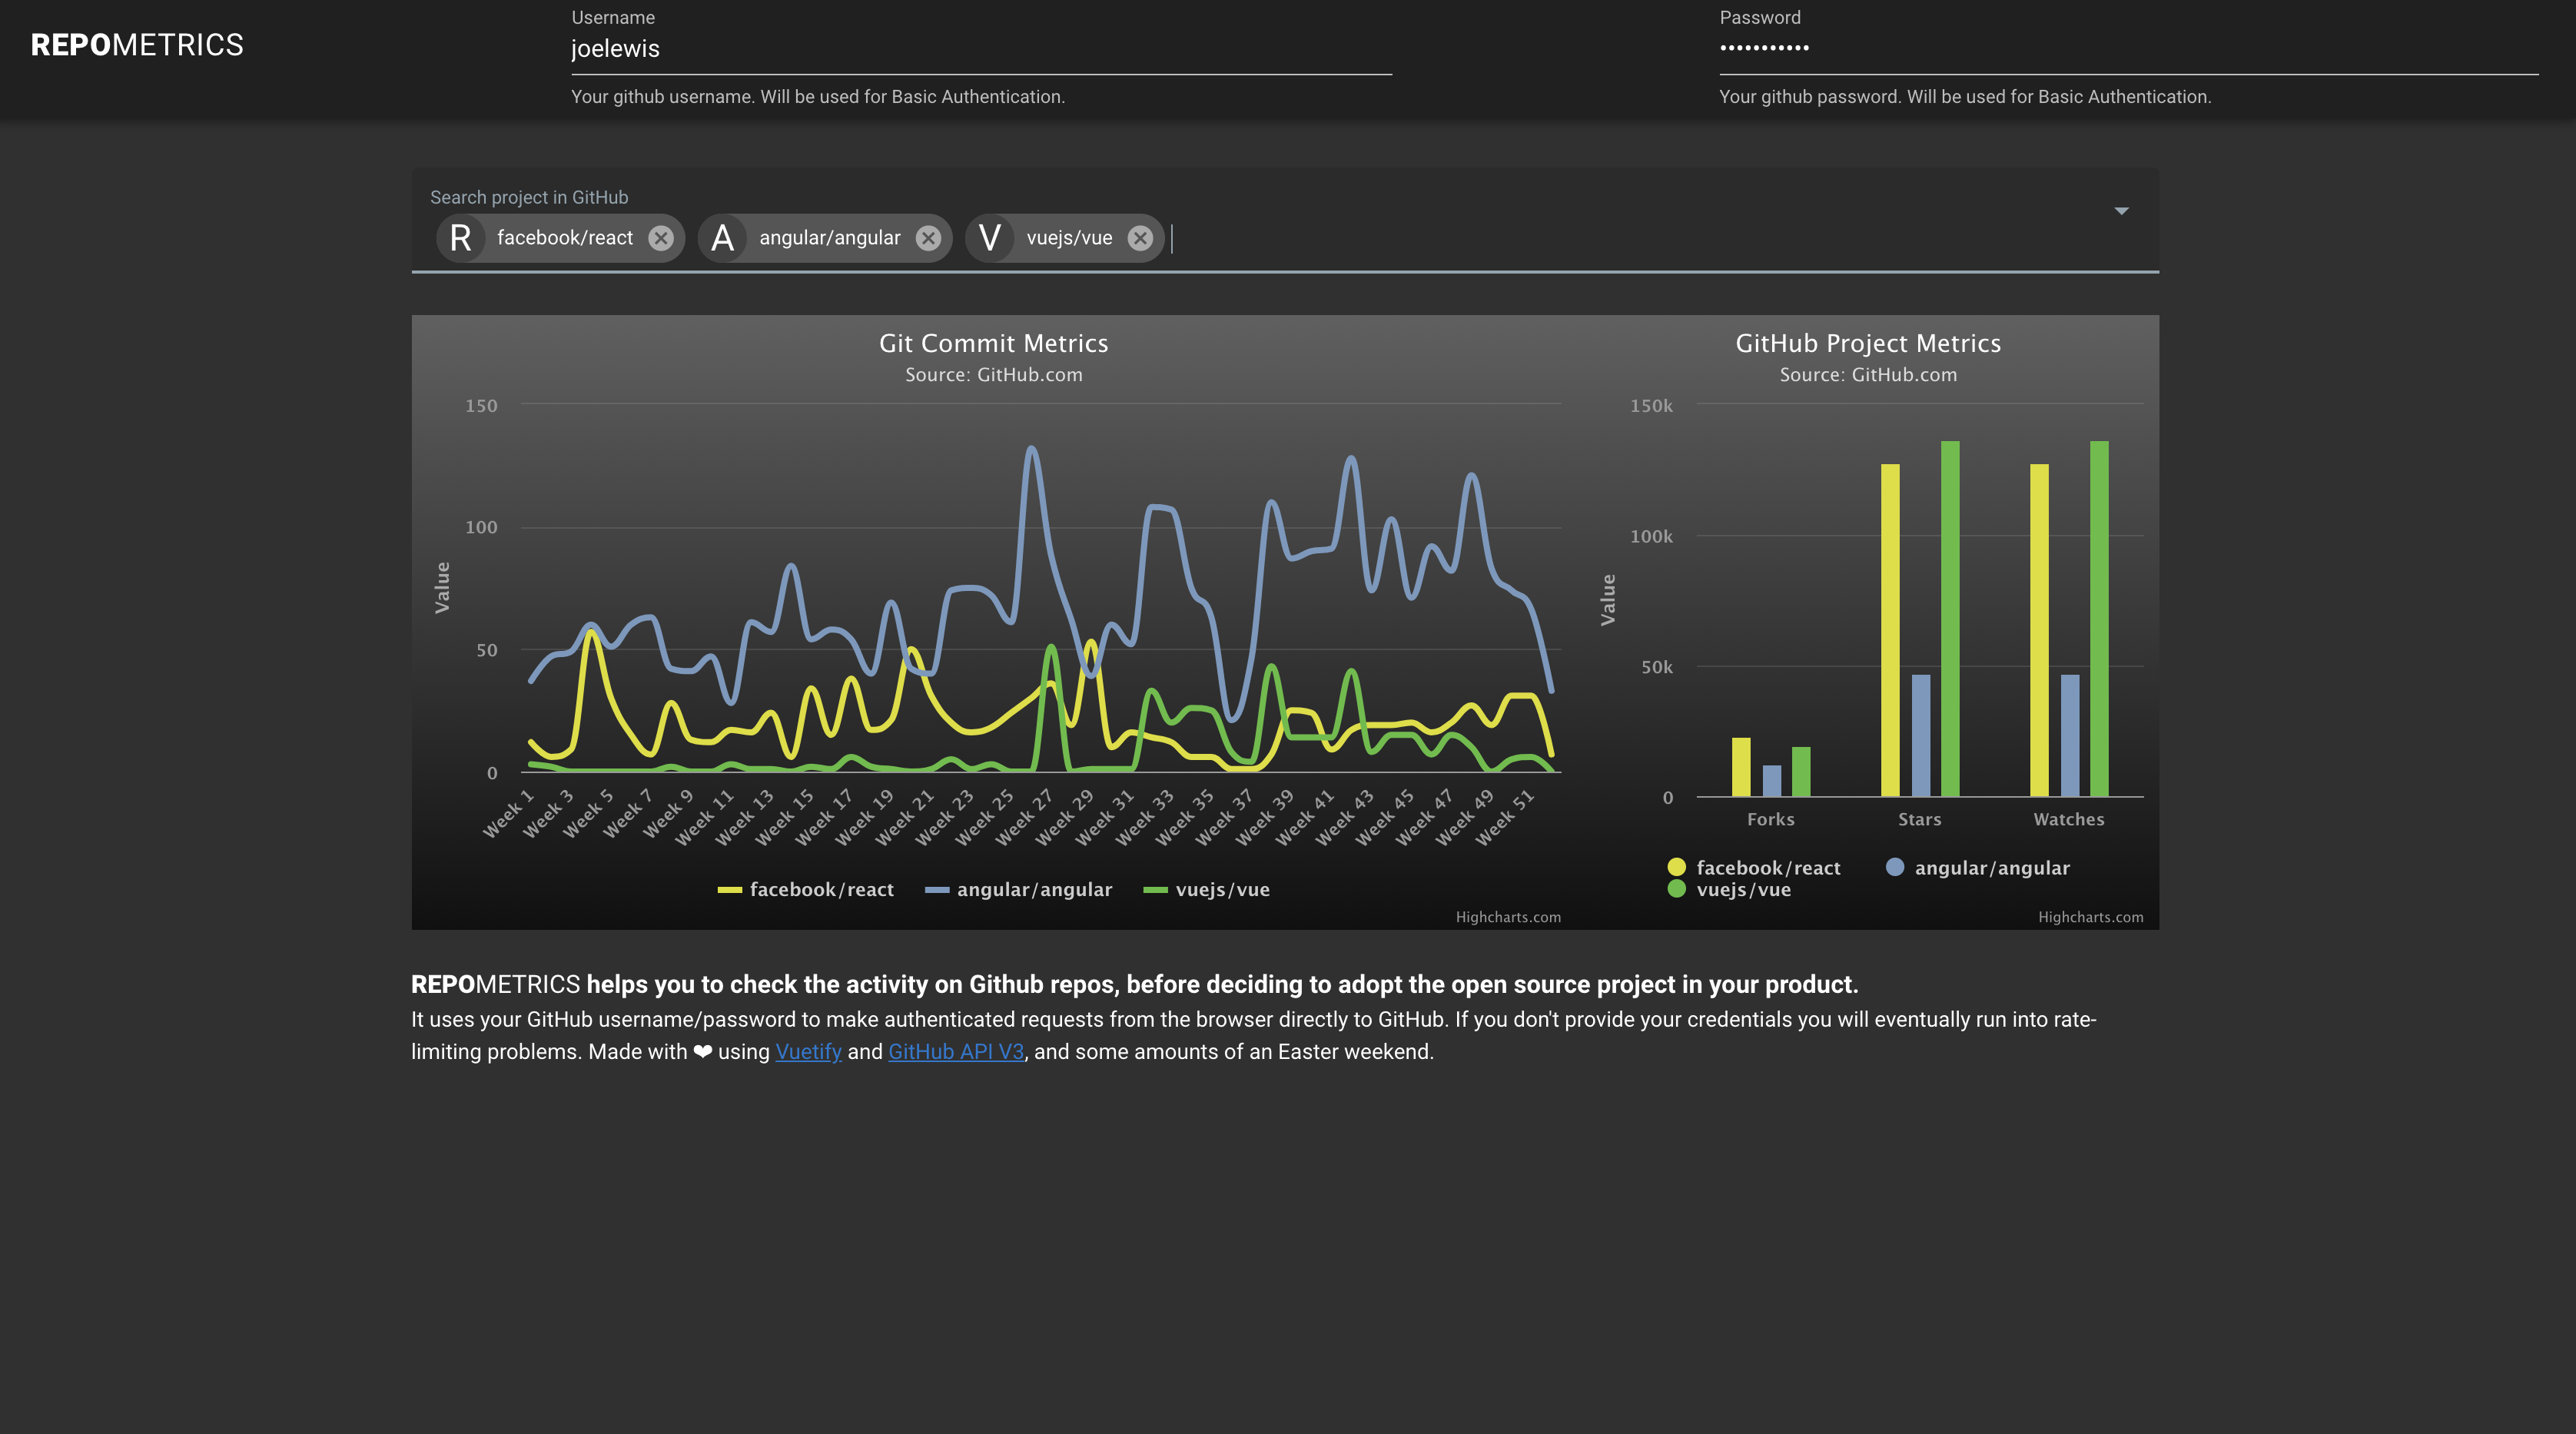 REPOMETRICS
Username
joelewis
Your github username. Will be used for Basic Authentication.
Password
•••••••••••
Your github password. Will be used for Basic Authentication.
Search project in GitHub
R facebook/react
A angular/angular
V vuejs/vue
Git Commit Metrics
Source: GitHub.com
Value
150
100
50
0
Week 1
Week 3
Week 5
Week 7
Week 9
Week 11
Week 13
Week 15
Week 17
Week 19
Week 21
Week 23
Week 25
Week 27
Week 29
Week 31
Week 33
Week 35
Week 37
Week 39
Week 41
Week 43
Week 45
Week 47
Week 49
Week 51
facebook/react angular/angular vuejs/vue
Highcharts.com
GitHub Project Metrics
Source: GitHub.com
Value
150k
100k
50k
0
Forks Stars Watches
facebook/react angular/angular
vuejs/vue
Highcharts.com
REPOMETRICS helps you to check the activity on Github repos, before deciding to adopt the open source project in your product.
It uses your GitHub username/password to make authenticated requests from the browser directly to GitHub. If you don't provide your credentials you will eventually run into rate-
limiting problems. Made with ❤ using Vuetify and GitHub API V3, and some amounts of an Easter weekend.